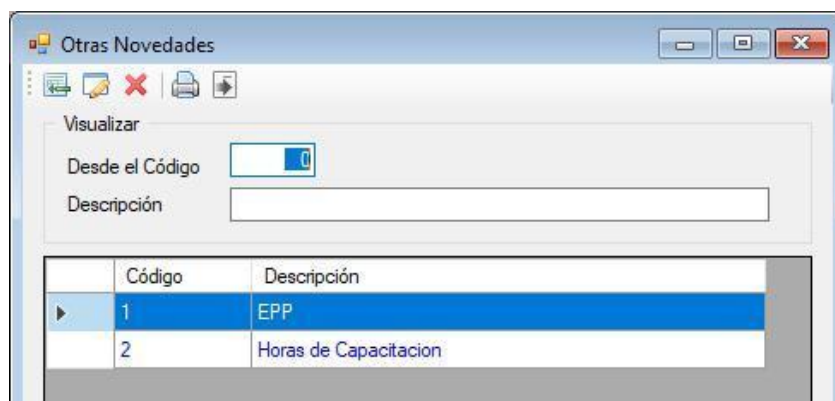 Otras Novedades
Visualizar
Desde el Código 0
Descripción
Código Descripción
1 EPP
2 Horas de Capacitacion